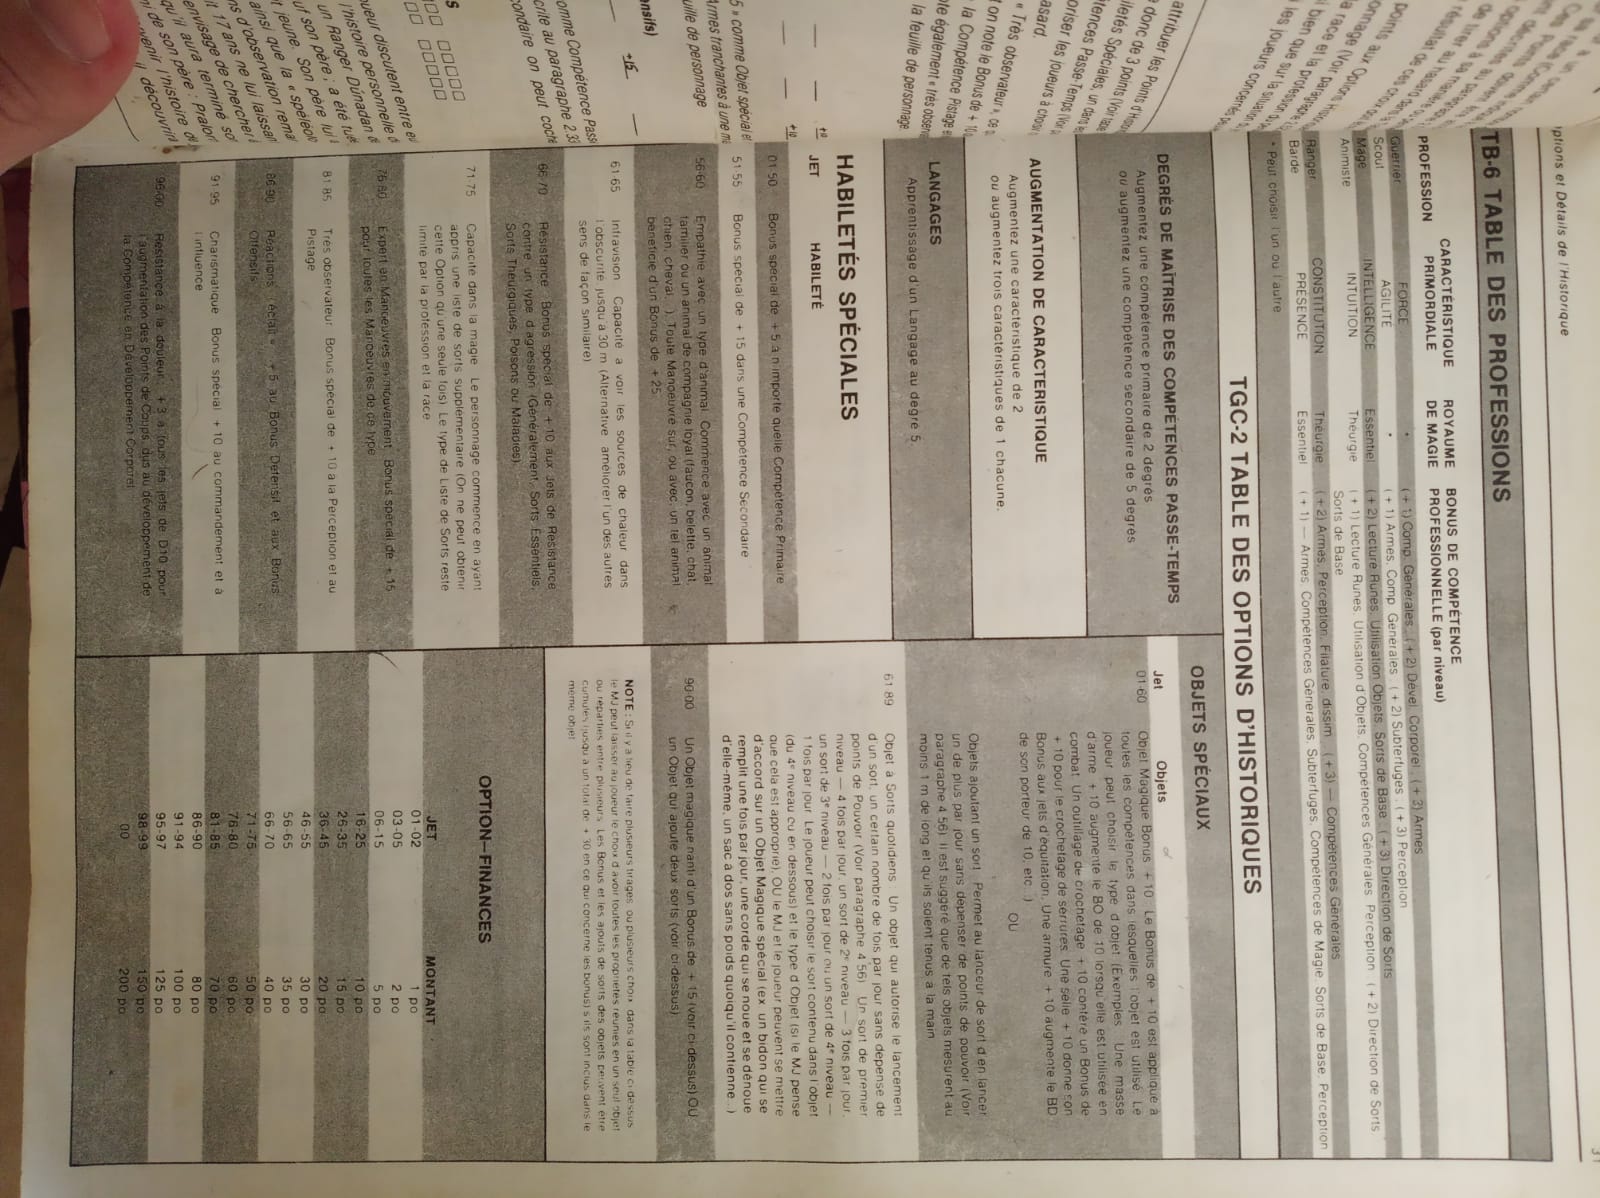 ptions et Détails de l'Historique
31
TB-6 TABLE DES PROFESSIONS
PROFESSION
CARACTÉRISTIQUE PRIMORDIALE
ROYAUME DE MAGIE
BONUS DE COMPÉTENCE PROFESSIONNELLE (par niveau)
Guerrier FORCE * (+ 1) Comp. Générales ; (+ 2) Dével. Corporel ; (+ 3) Armes
Scout AGILITÉ * (+ 1) Armes, Comp. Générales ; (+ 2) Subterfuges ; (+ 3) Perception
Mage INTELLIGENCE Essentiel (+ 2) Lecture Runes, Utilisation Objets, Sorts de Base ; (+ 3) Direction de Sorts
Animiste INTUITION Théurgie (+ 1) Lecture Runes, Utilisation d'Objets, Compétences Générales, Perception ; (+ 2) Direction de Sorts,
Sorts de Base
Ranger CONSTITUTION Théurgie (+2) Armes, Perception, Filature, dissim. ; (+ 3) — Compétences Générales
Barde PRÉSENCE Essentiel (+ 1) — Armes, Compétences Générales, Subterfuges, Compétences de Magie, Sorts de Base, Perception
* Peut choisir l'un ou l'autre
TGC-2 TABLE DES OPTIONS D'HISTORIQUES
DEGRÉS DE MAÎTRISE DES COMPÉTENCES PASSE-TEMPS
Augmentez une compétence primaire de 2 degrés
ou augmentez une compétence secondaire de 5 degrés
AUGMENTATION DE CARACTERISTIQUE
Augmentez une caractéristique de 2
ou augmentez trois caractéristiques de 1 chacune.
LANGAGES
Apprentissage d'un Langage au degré 5.
HABILETÉS SPÉCIALES
JET HABILETÉ
01-50 Bonus spécial de + 5 à n'importe quelle Compétence Primaire
51-55 Bonus spécial de + 15 dans une Compétence Secondaire
56-60 Empathie avec un type d'animal. Commence avec un animal
familier ou un animal de compagnie loyal (faucon, belette, chat,
chien, cheval, ). Toute Manoeuvre sur, ou avec, un tel animal
bénéficie d'un Bonus de + 25
61-65 Infravision Capacité à voir les sources de chaleur dans
l'obscurité, jusqu'à 30 m (Alternative améliorer l'un des autres
sens de façon similaire)
66-70 Résistance Bonus spécial de + 10 aux Jets de Résistance
contre un type d'agression (Généralement, Sorts Essentiels,
Sorts Théurgiques, Poisons ou Maladies)
71-75 Capacité dans la magie Le personnage commence en ayant
appris une liste de sorts supplémentaire (On ne peut obtenir
cette Option qu'une seule fois). Le type de Liste de Sorts reste
limité par la profession et la race
76-80 Expert en Manoeuvres en mouvement Bonus spécial de + 15
pour toutes les Manoeuvres de ce type
81-85 Très observateur Bonus spécial de + 10 à la Perception et au
Pistage
86-90 Réactions « éclair » + 5 au Bonus Défensif et aux Bonus
Offensifs
91-95 Charismatique Bonus spécial + 10 au commandement et à
l'influence
96-00 Résistance à la douleur : + 3 à tous les jets de D10 pour
l'augmentation des Points de Coups, dus au développement de
la Compétence en Développement Corporel
OBJETS SPÉCIAUX
Jet Objets
01-60 Objet Magique Bonus + 10 : Le Bonus de + 10 est appliqué à
toutes les compétences dans lesquelles l'objet est utilisé. Le
joueur peut choisir le type d'objet (Exemples : Une masse
d'arme + 10 augmente le BO de 10 lorsqu'elle est utilisée en
combat. Un outillage de crochetage + 10 confère un Bonus de
+ 10 pour le crochetage de serrures. Une selle + 10 donne son
Bonus aux jets d'équitation. Une armure + 10 augmente le BD
de son porteur de 10, etc...)
OU
Objets ajoutant un sort : Permet au lanceur de sort d'en lancer
un de plus par jour sans dépenser de points de pouvoir (Voir
paragraphe 4.56). Il est suggéré que de tels objets mesurent au
moins 1 m de long et qu'ils soient tenus à la main.
61-89 Objet à Sorts quotidiens : Un objet qui autorise le lancement
d'un sort, un certain nombre de fois par jour sans dépense de
points de Pouvoir (Voir paragraphe 4.56). Un sort de premier
niveau — 4 fois par jour, un sort de 2e niveau — 3 fois par jour,
un sort de 3e niveau — 2 fois par jour ou un sort de 4e niveau —
1 fois par jour. Le joueur peut choisir le sort contenu dans l'objet
(du 4e niveau ou en dessous) et le type d'Objet (si le MJ pense
que cela est approprié), OU le MJ et le joueur peuvent se mettre
d'accord sur un Objet Magique spécial (ex. un bidon qui se
remplit une fois par jour, une corde qui se noue et se dénoue
d'elle-même, un sac à dos sans poids quoiqu'il contienne...)
90-00 Un Objet magique nanti d'un Bonus de + 15 (voir ci-dessus) OU
un Objet qui ajoute deux sorts (voir ci-dessus).
NOTE : Si il y a lieu de faire plusieurs tirages, ou plusieurs choix, dans la table ci-dessus
le MJ peut laisser au joueur le choix d'avoir toutes les propriétés réunies en un seul objet
ou réparties entre plusieurs. Les Bonus et les ajouts de sorts des objets peuvent être
cumulés (jusqu'à un total de + 30 en ce qui concerne les bonus) s'ils sont inclus dans le
même objet
OPTION—FINANCES
JET MONTANT
01-02 1 po
03-05 2 po
06-15 5 po
16-25 10 po
26-35 15 po
36-45 20 po
46-55 30 po
56-65 35 po
66-70 40 po
71-75 50 po
76-80 60 po
81-85 70 po
86-90 80 po
91-94 100 po
95-97 125 po
98-99 150 po
00 200 po